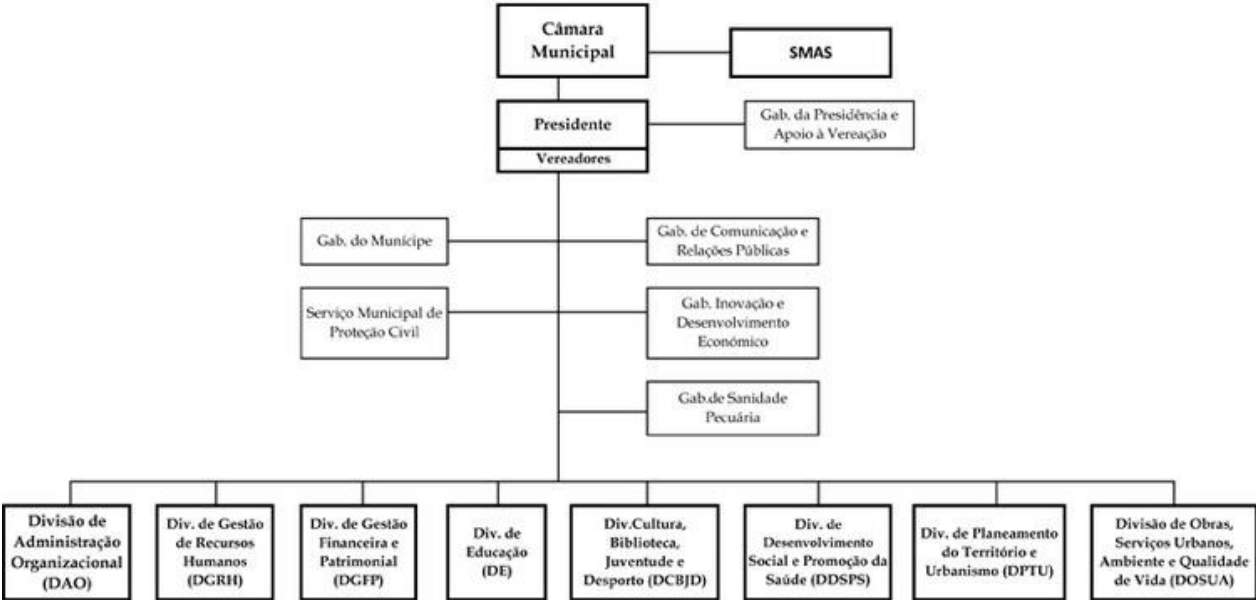 Câmara
Municipal
SMAS
Presidente
Vereadores
Gab. da Presidência e
Apoio à Vereação
Gab. do Munícipe
Gab. de Comunicação e
Relações Públicas
Serviço Municipal de
Proteção Civil
Gab. Inovação e
Desenvolvimento
Económico
Gab.de Sanidade
Pecuária
Divisão de
Administração
Organizacional
(DAO)
Div. de Gestão
de Recursos
Humanos
(DGRH)
Div. de Gestão
Financeira e
Patrimonial
(DGFP)
Div. de
Educação
(DE)
Div.Cultura,
Biblioteca,
Juventude e
Desporto (DCBJD)
Div. de
Desenvolvimento
Social e Promoção da
Saúde (DDSPS)
Div. de Planeamento
do Território e
Urbanismo (DPTU)
Divisão de Obras,
Serviços Urbanos,
Ambiente e Qualidade
de Vida (DOSUA)